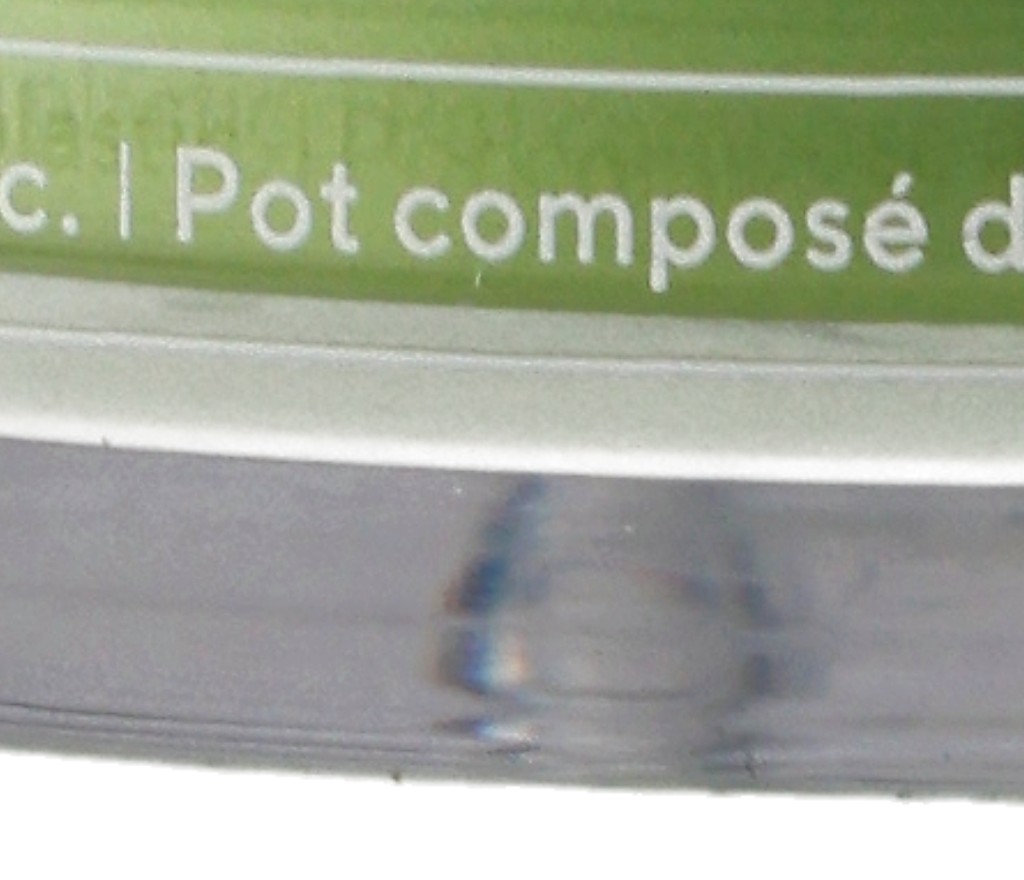 c. | Pot composé d